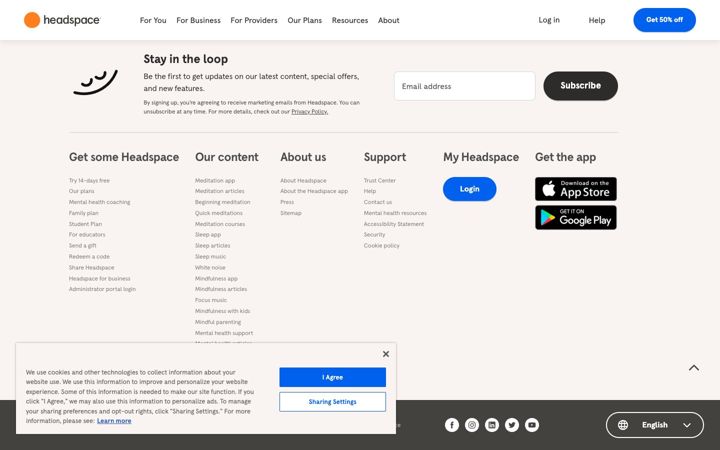 headspace
For You
For Business
For Providers
Our Plans
Resources
About
Log in
Help
Get 50% off
Stay in the loop
Be the first to get updates on our latest content, special offers,
and new features.
By signing up, you're agreeing to receive marketing emails from Headspace. You can
unsubscribe at any time. For more details, check out our Privacy Policy.
Email address
Subscribe
Get some Headspace
Try 14-days free
Our plans
Mental health coaching
Family plan
Student Plan
For educators
Send a gift
Redeem a code
Share Headspace
Headspace for business
Administrator portal login
Our content
Meditation app
Meditation articles
Beginning meditation
Quick meditations
Meditation courses
Sleep app
Sleep articles
Sleep music
White noise
Mindfulness app
Mindfulness articles
Focus music
Mindfulness with kids
Mindful parenting
Mental health support
About us
About Headspace
About the Headspace app
Press
Sitemap
Support
Trust Center
Help
Contact us
Mental health resources
Accessibility Statement
Security
Cookie policy
My Headspace
Login
Get the app
Download on the
App Store
GET IT ON
Google Play
We use cookies and other technologies to collect information about your
website use. We use this information to improve and personalize your website
experience. Some of this information is needed to make our site function. If you
click "I Agree," we may also use this information to personalize ads. To manage
your sharing preferences and opt-out rights, click "Sharing Settings." For more
information, please see: Learn more
I Agree
Sharing Settings
English